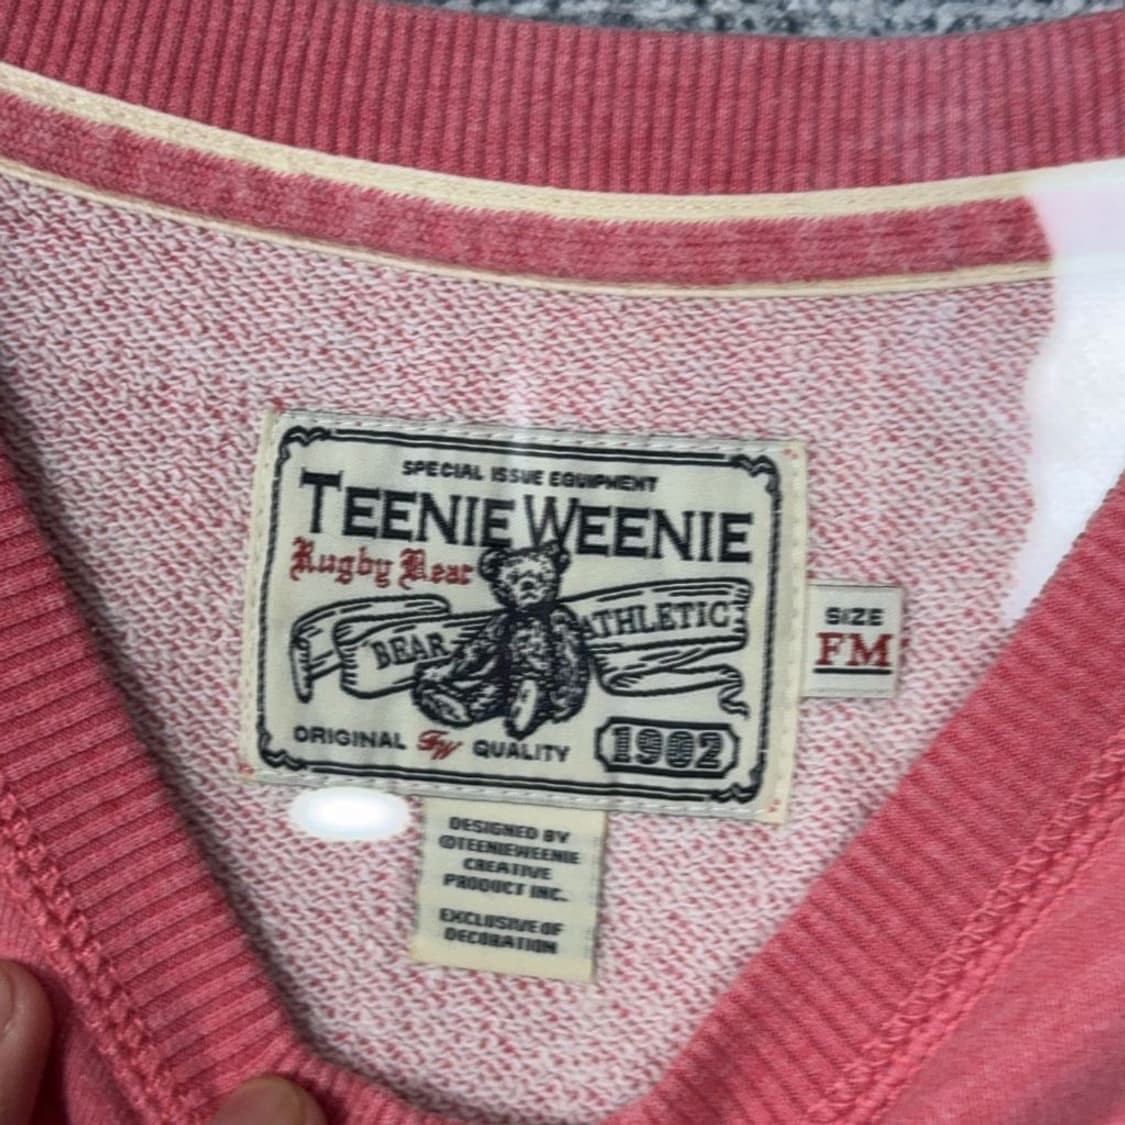 SPECIAL ISSUE EQUIPMENT
TEENIE WEENIE
Rugby Bear
BEAR ATHLETIC
ORIGINAL TW QUALITY 1902
SIZE
FM
DESIGNED BY
©TEENIEWEENIE
CREATIVE
PRODUCT INC.
EXCLUSIVE OF
DECORATION